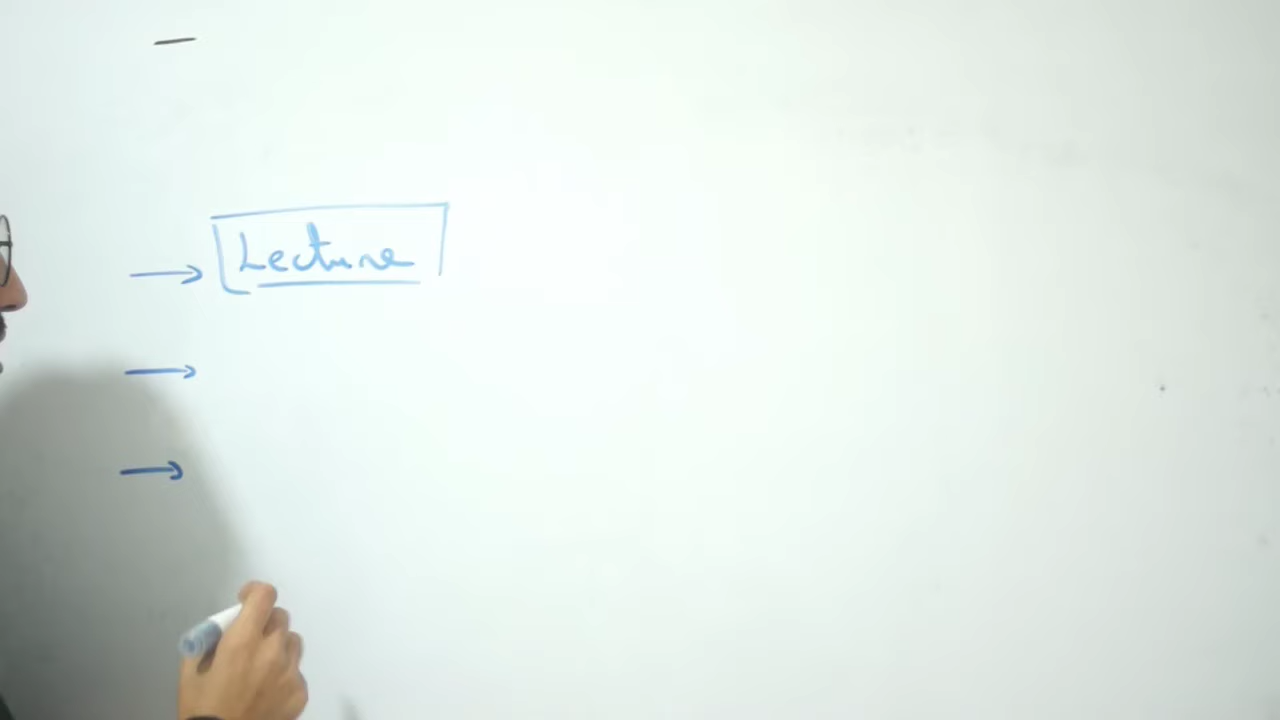 → Lecture
→
→